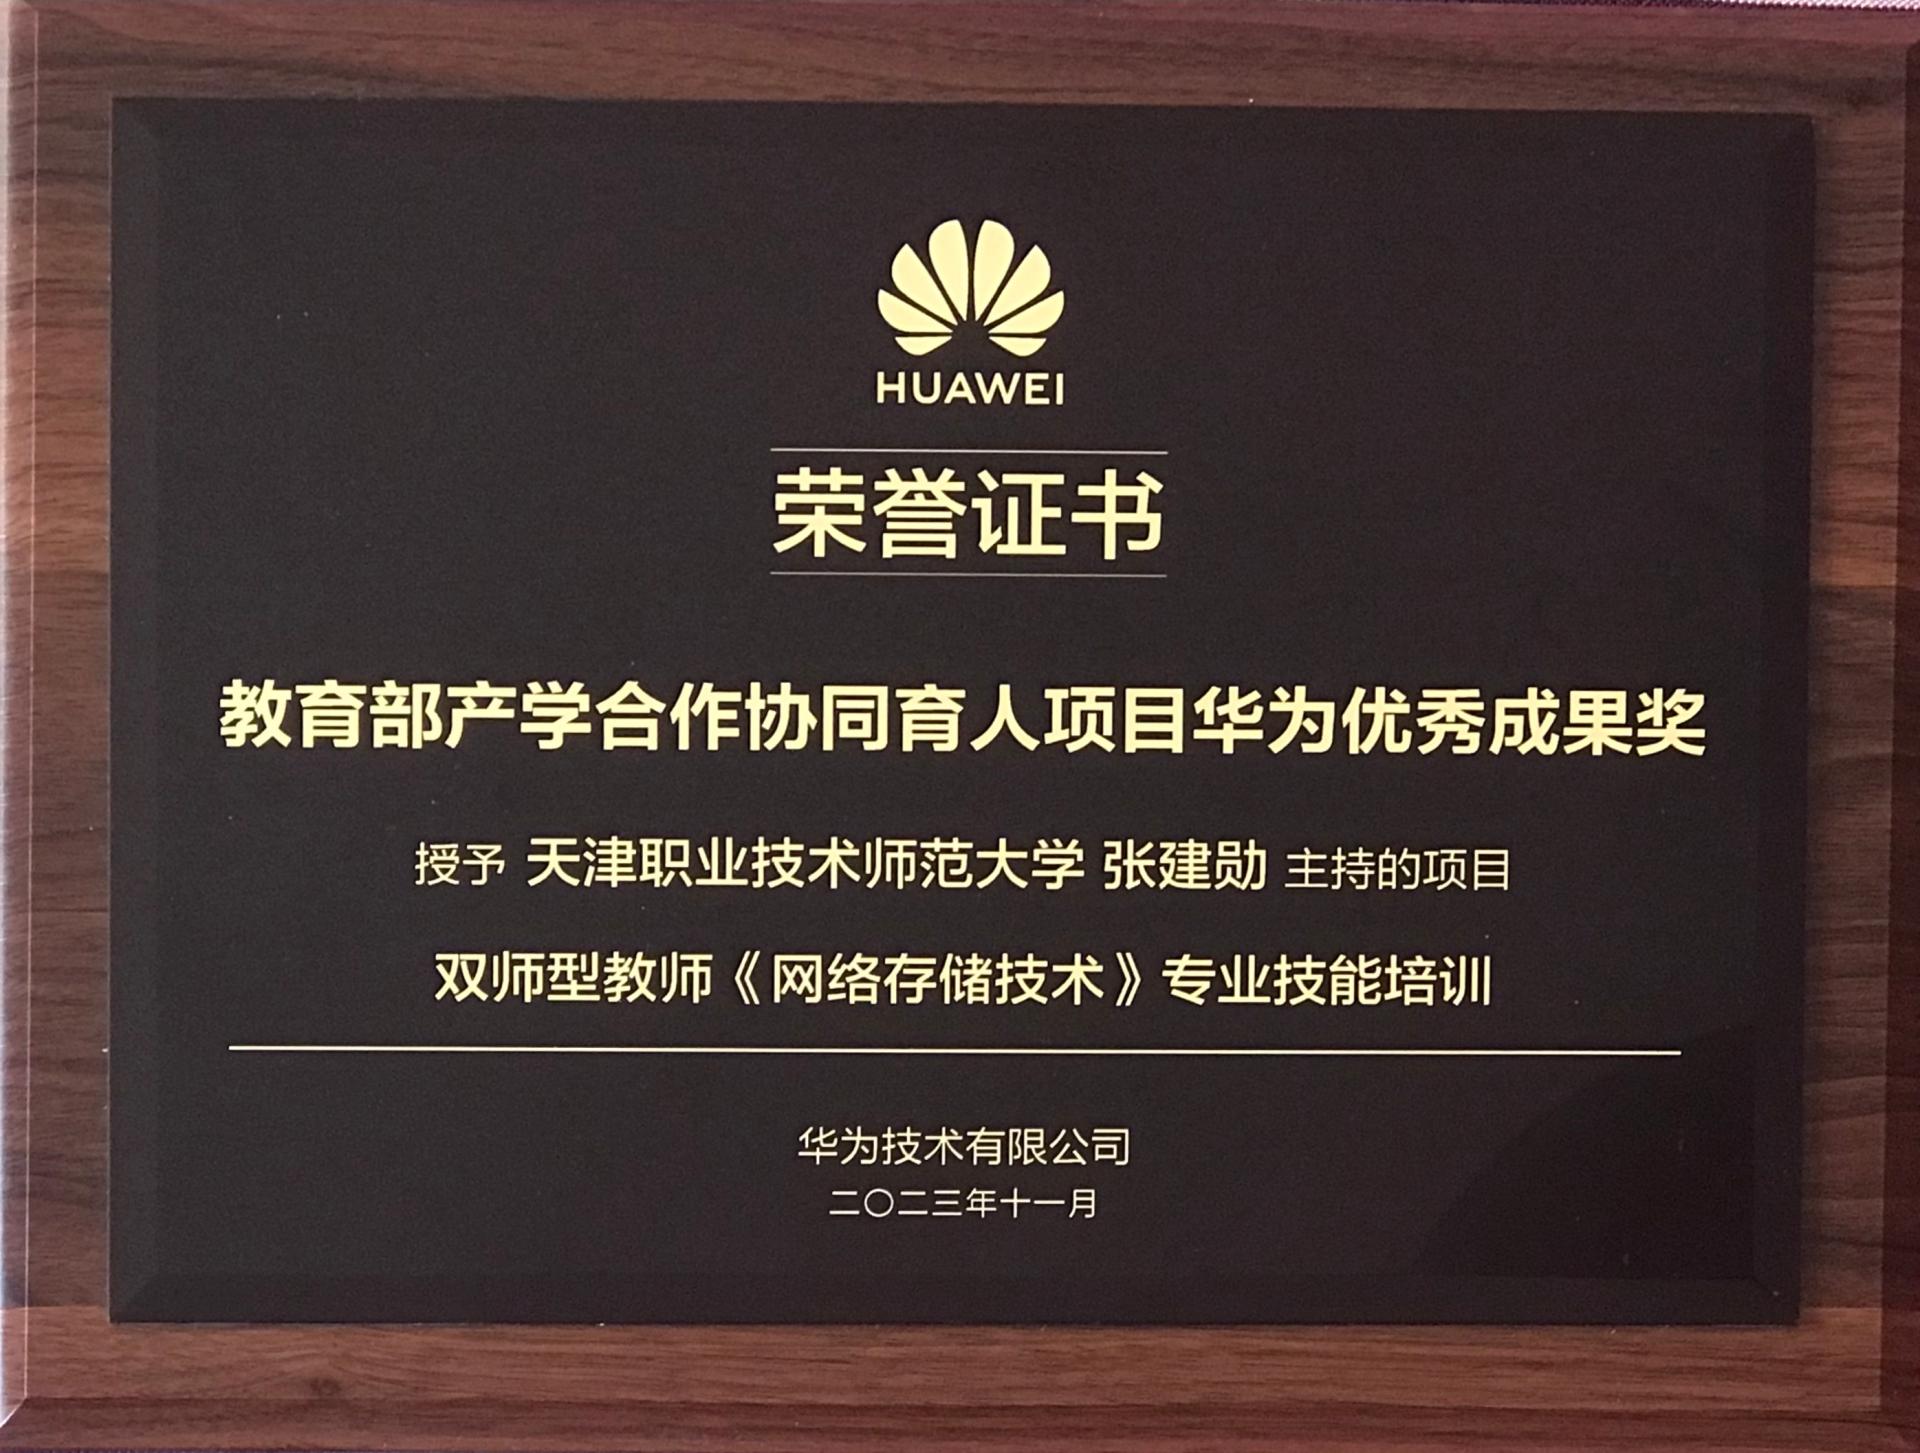 HUAWEI
荣誉证书
教育部产学合作协同育人项目华为优秀成果奖
授予 天津职业技术师范大学 张建勋 主持的项目
双师型教师《网络存储技术》专业技能培训
华为技术有限公司
二〇二三年十一月